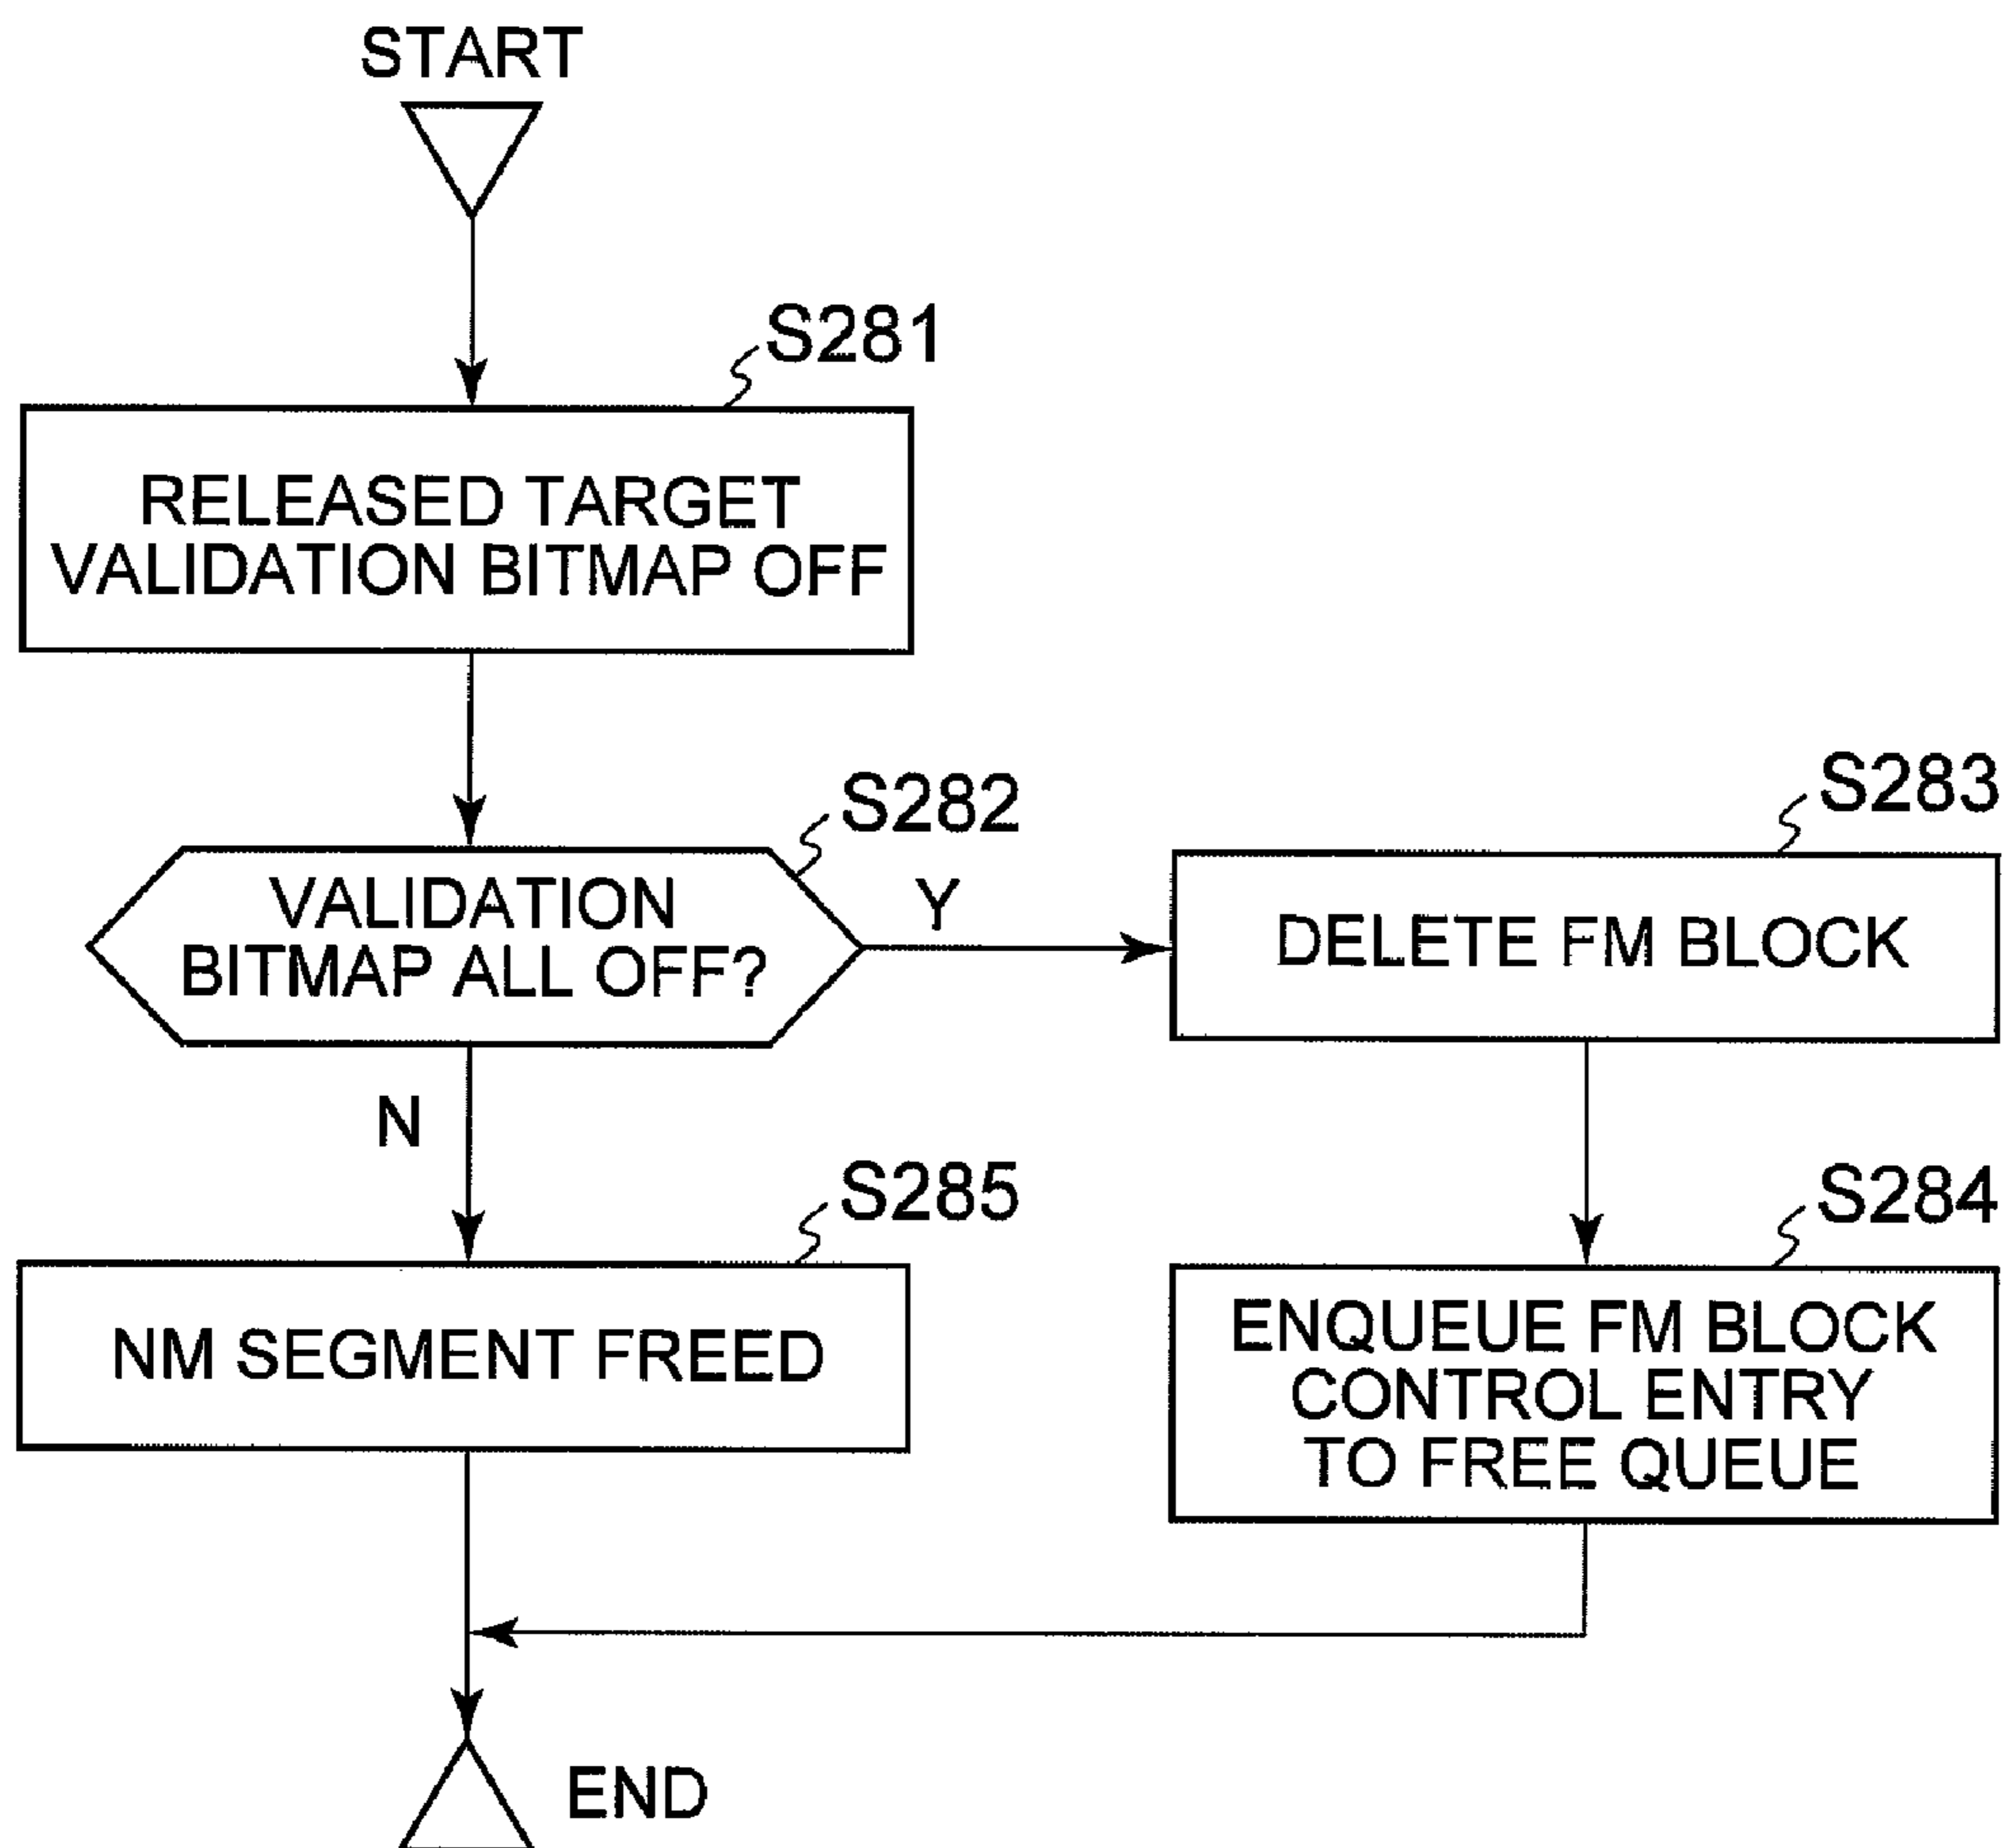 START
S281
RELEASED TARGET
VALIDATION BITMAP OFF
S282
VALIDATION
BITMAP ALL OFF?
Y
N
S283
DELETE FM BLOCK
S284
ENQUEUE FM BLOCK
CONTROL ENTRY
TO FREE QUEUE
S285
NM SEGMENT FREED
END